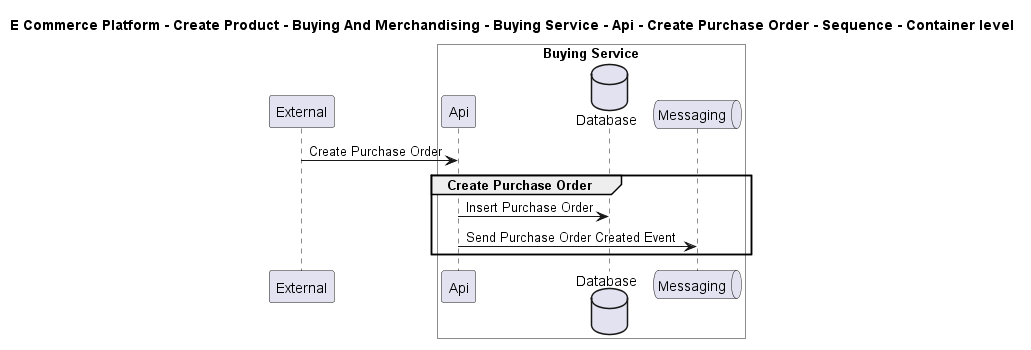 E Commerce Platform - Create Product - Buying And Merchandising - Buying Service - Api - Create Purchase Order - Sequence - Container level
Buying Service
External
Api
Database
Messaging
Create Purchase Order
Create Purchase Order
Insert Purchase Order
Send Purchase Order Created Event
External
Api
Database
Messaging